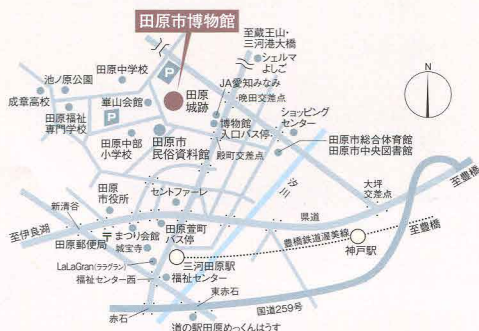 田原市博物館
至蔵王山・
三河港大橋
シェルマ
よしご
田原中学校
P
池ノ原公園
JA愛知みなみ
晩田交差点
成章高校
崋山会館
田原
城跡
P
博物館
入口バス停
ショッピング
センター
田原福祉
専門学校
田原中部
小学校
田原市
民俗資料館
殿町交差点
田原市総合体育館
田原市中央図書館
汐川
大坪
交差点
至豊橋
田原
市役所
セントファーレ
新清谷
県道
至伊良湖
田原萱町
バス停
豊橋鉄道渥美線
至豊橋
〒
まつり会館
田原郵便局
城宝寺
神戸駅
LaLaGran(ララグラン)
三河田原駅
福祉センター
福祉センター西
東赤石
国道259号
赤石
道の駅田原めっくんはうす